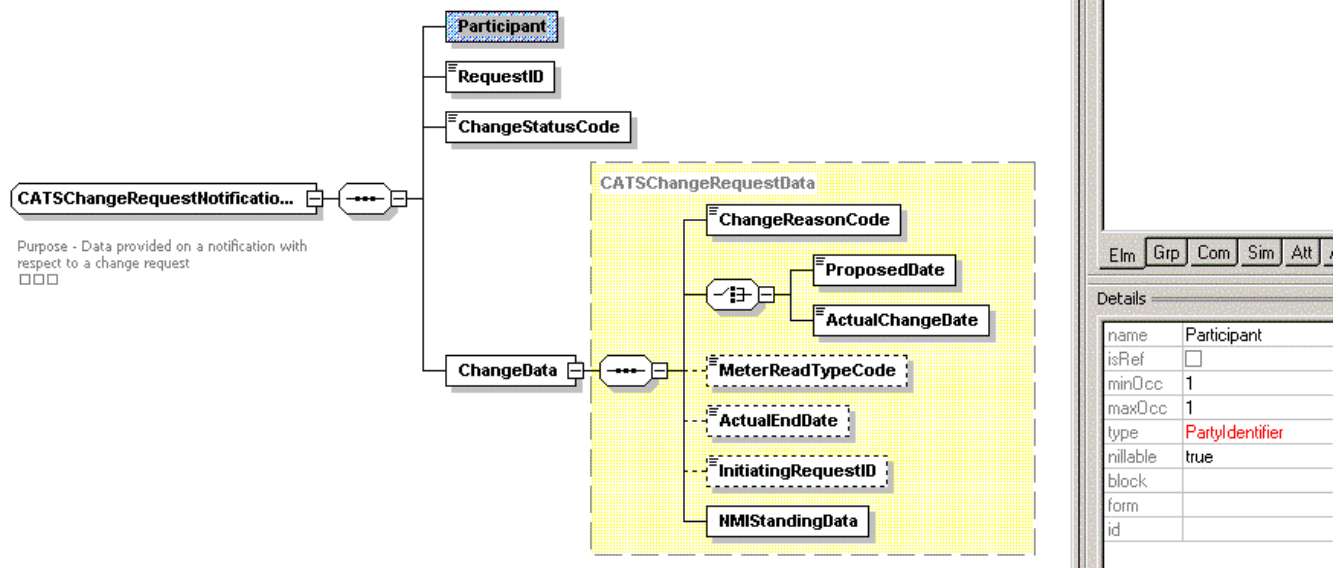 Participant
RequestID
ChangeStatusCode
CATSChangeRequestNotificatio...
Purpose - Data provided on a notification with
respect to a change request
CATSChangeRequestData
ChangeReasonCode
ProposedDate
ActualChangeDate
ChangeData
MeterReadTypeCode
ActualEndDate
InitiatingRequestID
NMIStandingData
Elm Grp Com Sim Att
Details
name Participant
isRef
minOcc 1
maxOcc 1
type PartyIdentifier
nillable true
block
form
id